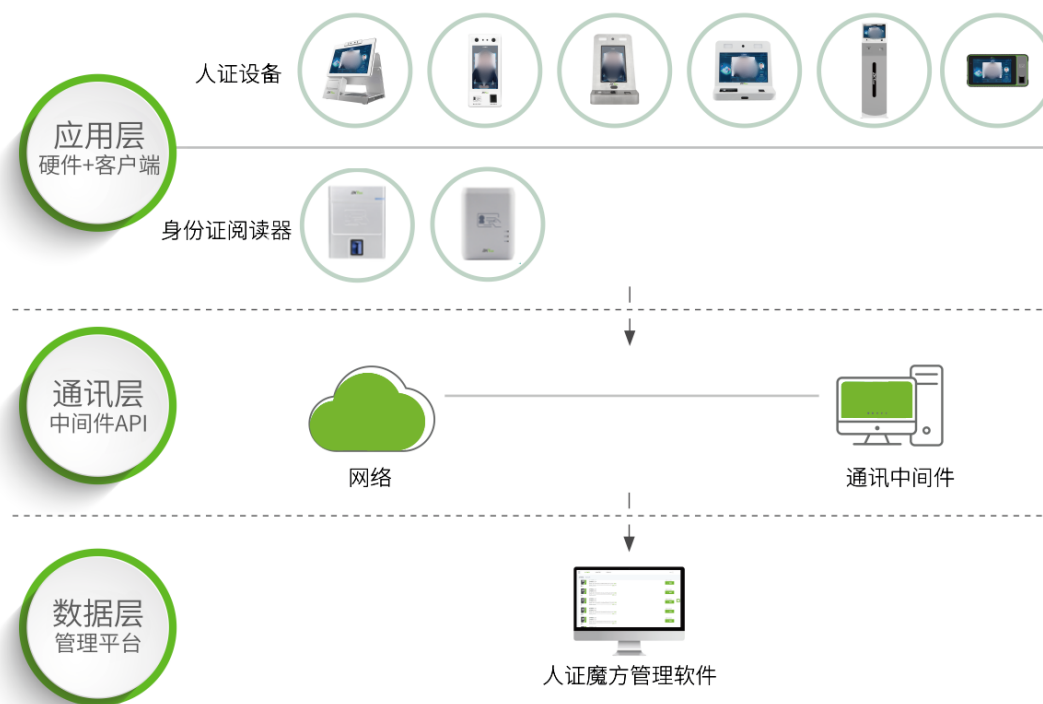 人证设备
应用层
硬件+客户端
身份证阅读器
通讯层
中间件API
网络
通讯中间件
数据层
管理平台
人证魔方管理软件